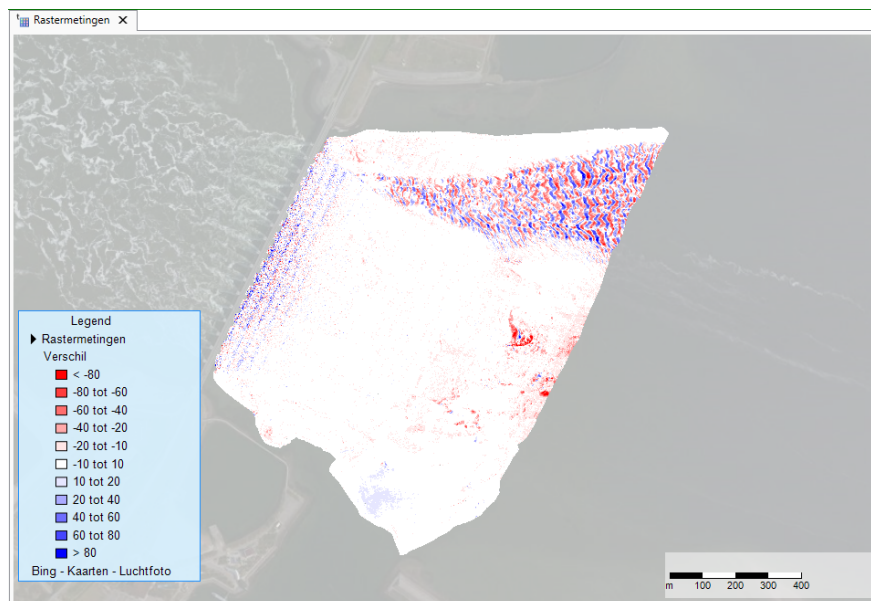 Rastermetingen
Legend
Rastermetingen
Verschil
< -80
-80 tot -60
-60 tot -40
-40 tot -20
-20 tot -10
-10 tot 10
10 tot 20
20 tot 40
40 tot 60
60 tot 80
> 80
Bing - Kaarten - Luchtfoto
m 100 200 300 400